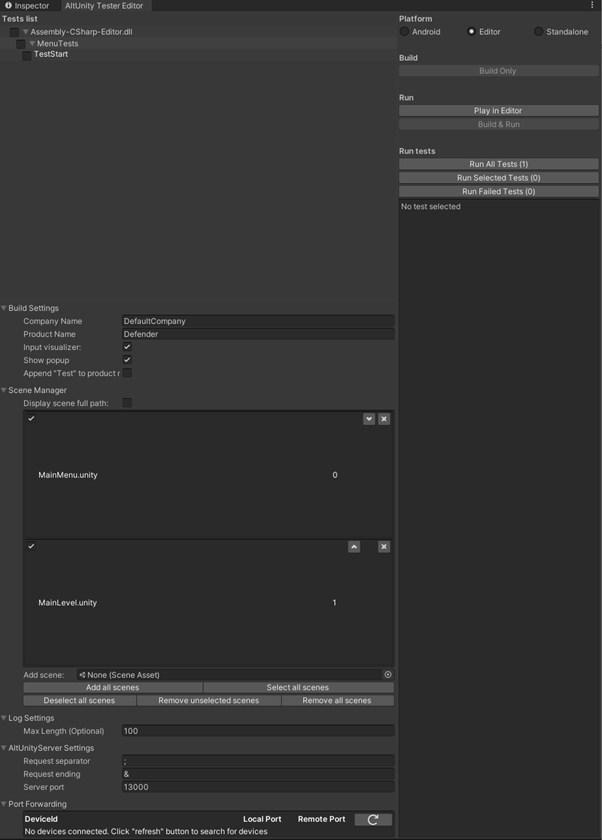 Inspector
AltUnity Tester Editor
Tests list
Assembly-CSharp-Editor.dll
MenuTests
TestStart
Platform
Android
Editor
Standalone
Build
Build Only
Run
Play in Editor
Build & Run
Run tests
Run All Tests (1)
Run Selected Tests (0)
Run Failed Tests (0)
No test selected
Build Settings
Company Name
DefaultCompany
Product Name
Defender
Input visualizer:
Show popup
Append "Test" to product r
Scene Manager
Display scene full path:
MainMenu.unity
0
MainLevel.unity
1
Add scene:
None (Scene Asset)
Add all scenes
Select all scenes
Deselect all scenes
Remove unselected scenes
Remove all scenes
Log Settings
Max Length (Optional)
100
AltUnityServer Settings
Request separator
;
Request ending
&
Server port
13000
Port Forwarding
DeviceId
Local Port
Remote Port
No devices connected. Click "refresh" button to search for devices